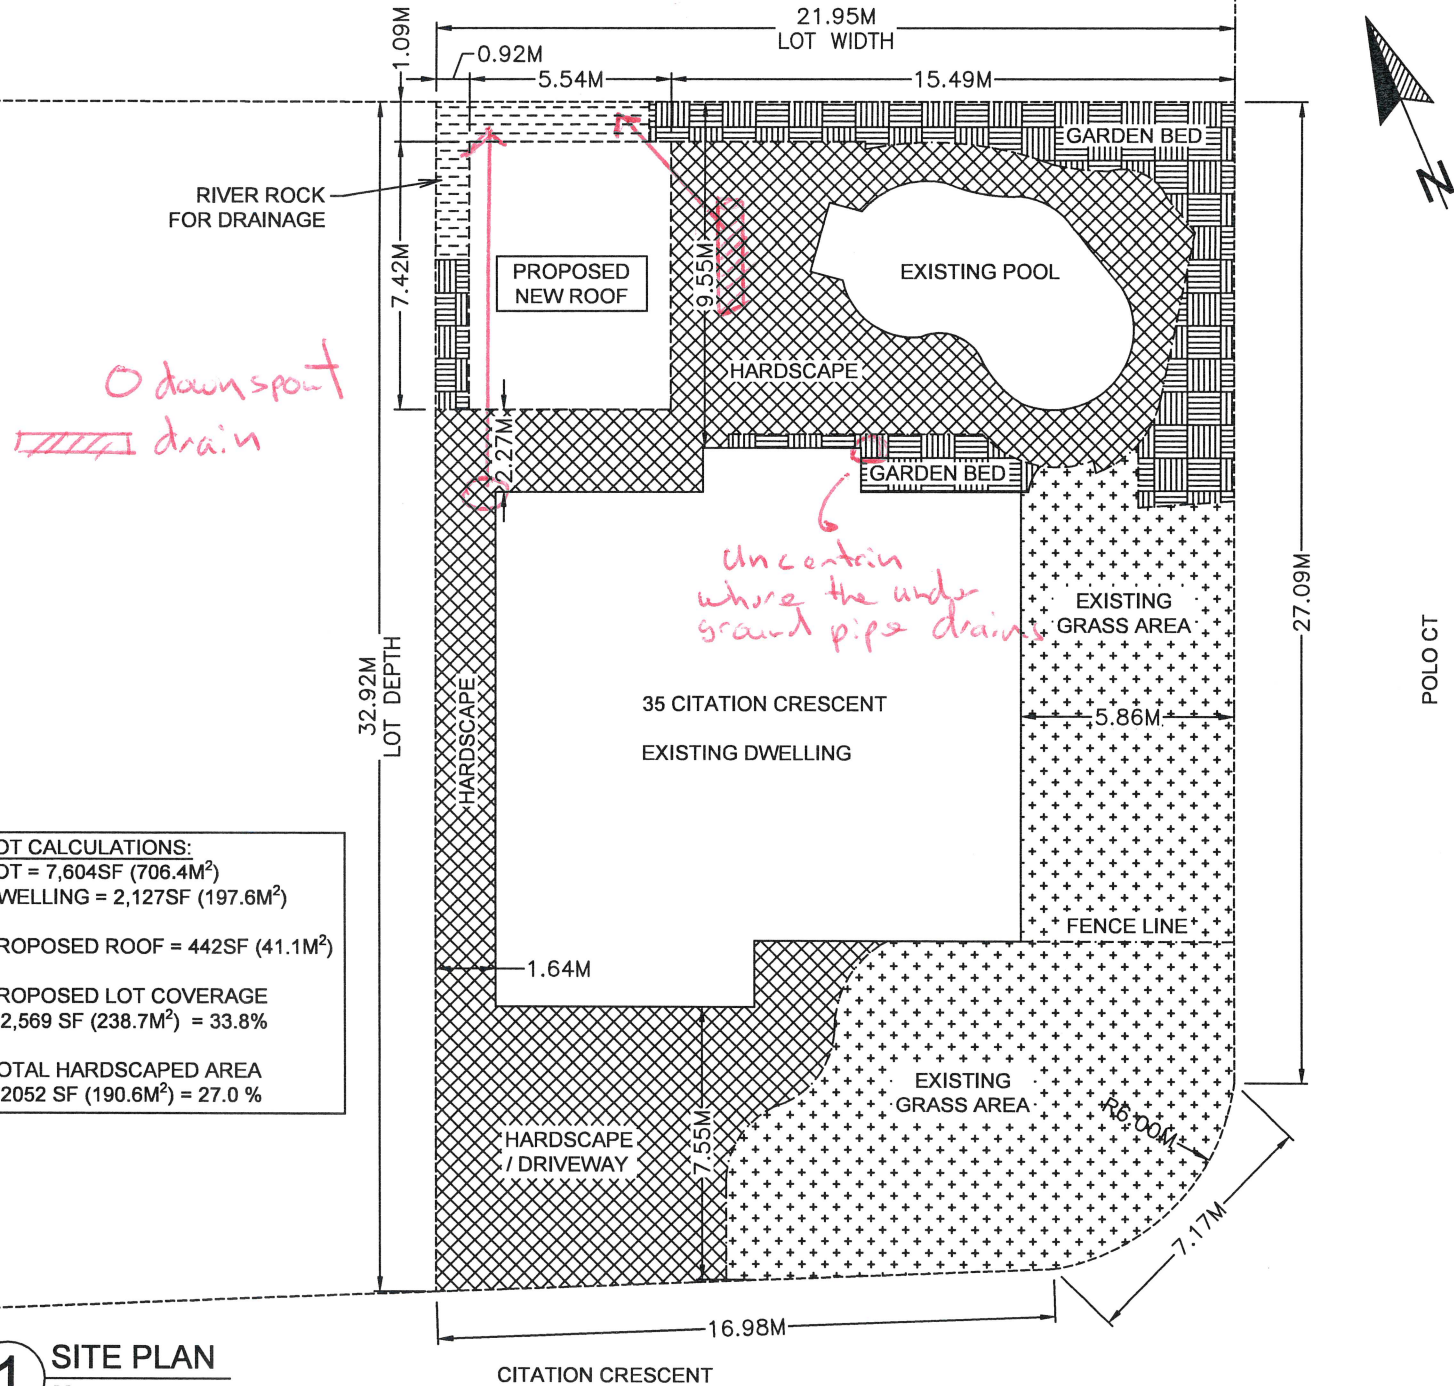 21.95M
LOT WIDTH
1.09M
0.92M
5.54M
15.49M
GARDEN BED
N
RIVER ROCK
FOR DRAINAGE
7.42M
PROPOSED
NEW ROOF
9.55M
EXISTING POOL
HARDSCAPE
O downspout
drain
2.27M
GARDEN BED
Uncertain
where the under
ground pipe drains
EXISTING
GRASS AREA
27.09M
POLO CT
32.92M
LOT DEPTH
HARDSCAPE
35 CITATION CRESCENT
EXISTING DWELLING
5.86M
FENCE LINE
OT CALCULATIONS:
OT = 7,604SF (706.4M²)
WELLING = 2,127SF (197.6M²)
ROPOSED ROOF = 442SF (41.1M²)
ROPOSED LOT COVERAGE
2,569 SF (238.7M²) = 33.8%
OTAL HARDSCAPED AREA
2052 SF (190.6M²) = 27.0 %
1.64M
EXISTING
GRASS AREA
R6.00M
HARDSCAPE
/ DRIVEWAY
7.55M
7.17M
16.98M
1 SITE PLAN
CITATION CRESCENT